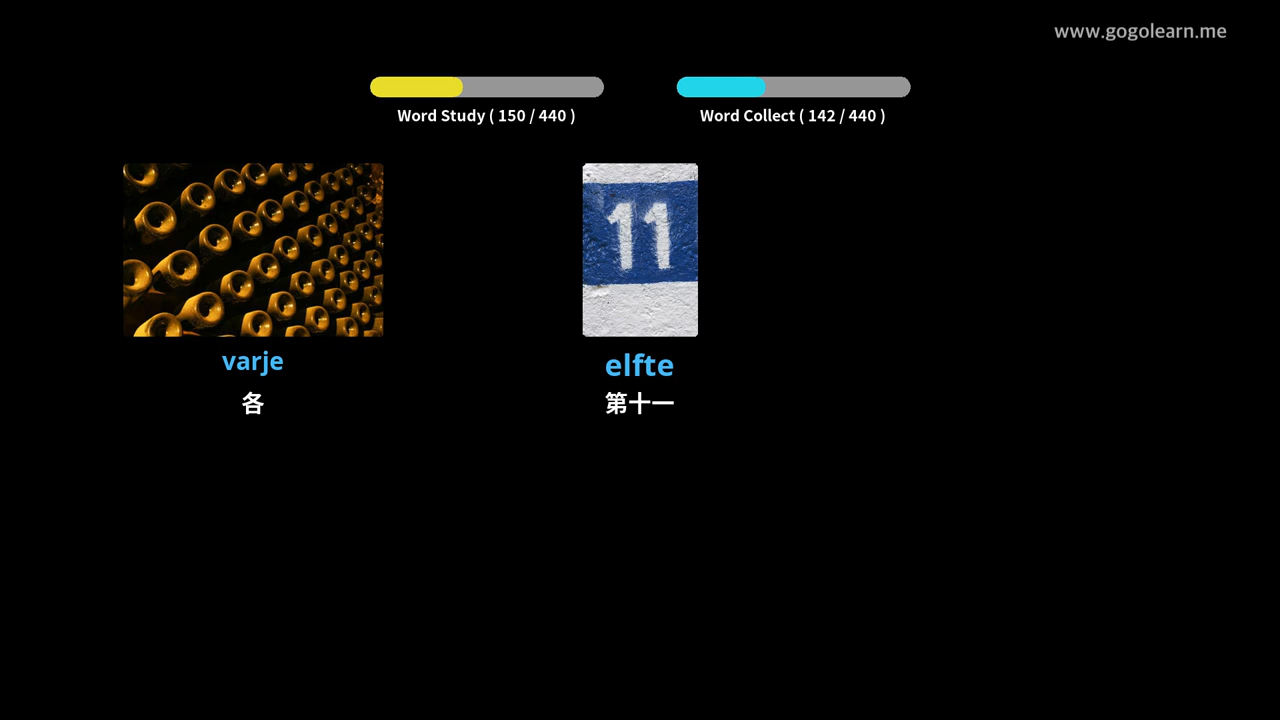 www.gogolearn.me
Word Study ( 150 / 440 )
Word Collect ( 142 / 440 )
11
varje
各
elfte
第十一